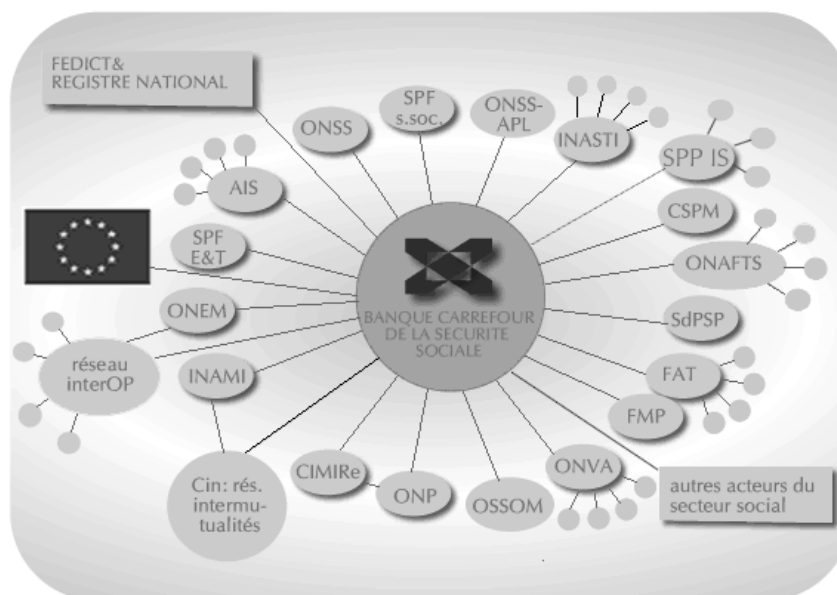 FEDICT&
REGISTRE NATIONAL
ONSS
SPF
s.soc.
ONSS-
APL
INASTI
SPP IS
AIS
CSPM
SPF
E&T
ONAFTS
ONEM
BANQUE CARREFOUR
DE LA SECURITE
SOCIALE
SdPSP
réseau
interOP
INAMI
FAT
FMP
Cin: rés.
intermu-
tualités
CIMIRe
ONP
OSSOM
ONVA
autres acteurs du
secteur social